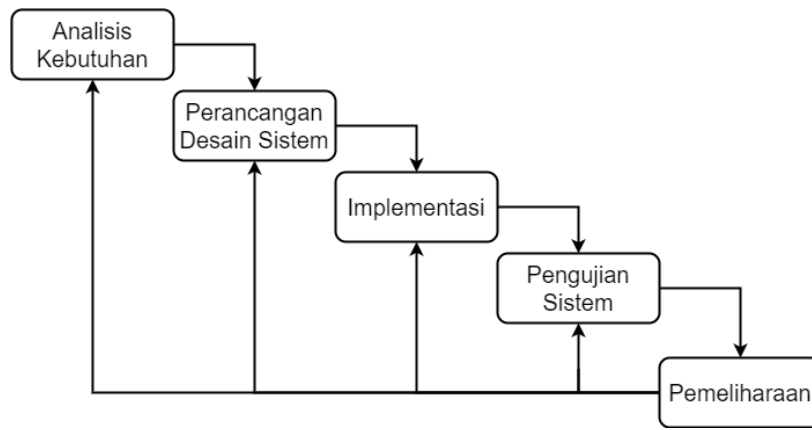 Analisis
Kebutuhan
Perancangan
Desain Sistem
Implementasi
Pengujian
Sistem
Pemeliharaan